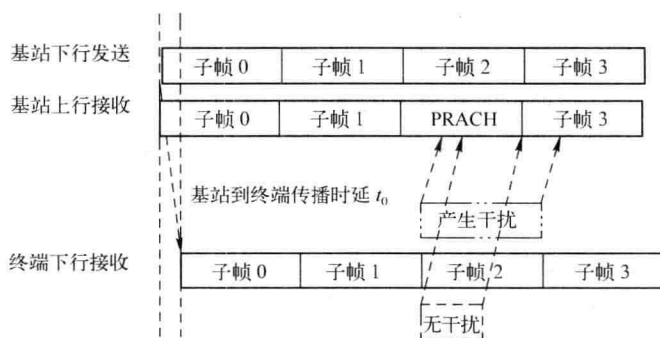 基站下行发送
子帧 0 子帧 1 子帧 2 子帧 3
基站上行接收
子帧 0 子帧 1 PRACH 子帧 3
基站到终端传播时延 t₀
产生干扰
终端下行接收
子帧 0 子帧 1 子帧 2 子帧 3
无干扰